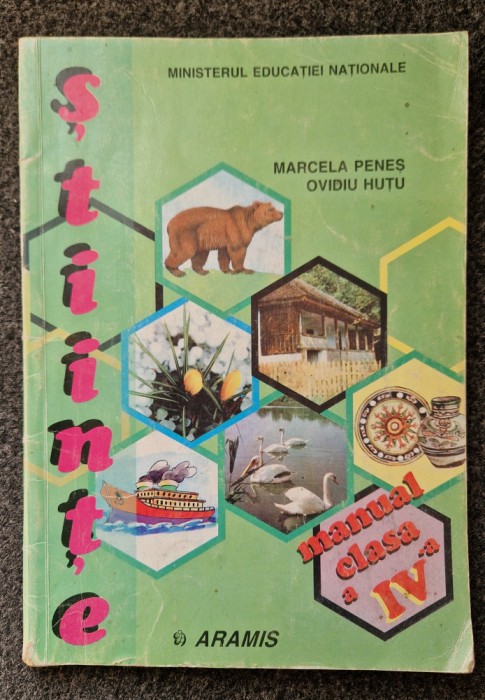 MINISTERUL EDUCAȚIEI NAȚIONALE
MARCELA PENEȘ
OVIDIU HUȚU
Științe
manual
clasa
a IV-a
ARAMIS